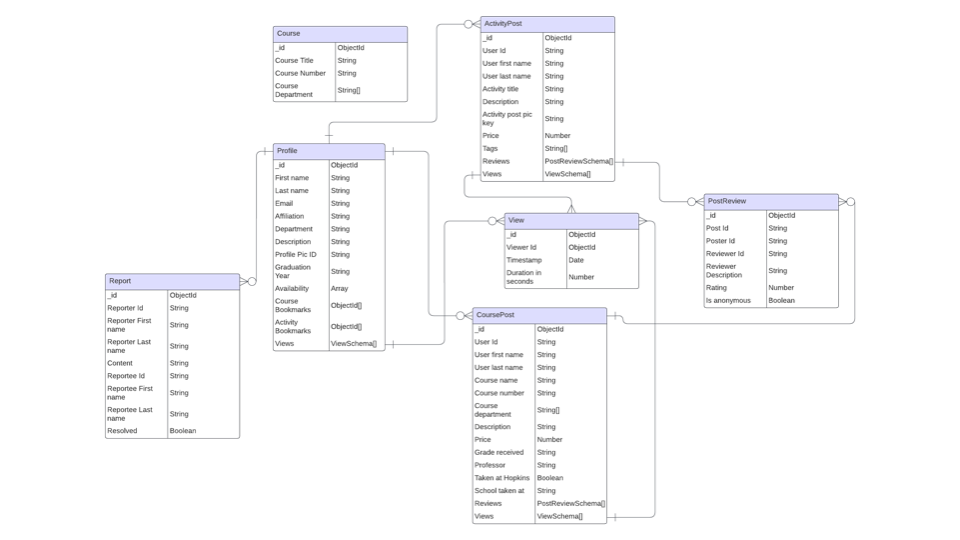 Course
_id ObjectId
Course Title String
Course Number String
Course
Department String[]
ActivityPost
_id ObjectId
User Id String
User first name String
User last name String
Activity title String
Description String
Activity post pic
key String
Price Number
Tags String[]
Reviews PostReviewSchema[]
Views ViewSchema[]
Profile
_id ObjectId
First name String
Last name String
Email String
Affiliation String
Department String
Description String
Profile Pic ID String
Graduation
Year String
Availability Array
Course
Bookmarks ObjectId[]
Activity
Bookmarks ObjectId[]
Views ViewSchema[]
PostReview
_id ObjectId
Post Id String
Poster Id String
Reviewer Id String
Reviewer
Description String
Rating Number
Is anonymous Boolean
View
_id ObjectId
Viewer Id ObjectId
Timestamp Date
Duration in
seconds Number
Report
_id ObjectId
Reporter Id String
Reporter First
name String
Reporter Last
name String
Content String
Reportee Id String
Reportee First
name String
Reportee Last
name String
Resolved Boolean
CoursePost
_id ObjectId
User Id String
User first name String
User last name String
Course name String
Course number String
Course
department String[]
Description String
Price Number
Grade received String
Professor String
Taken at Hopkins Boolean
School taken at String
Reviews PostReviewSchema[]
Views ViewSchema[]